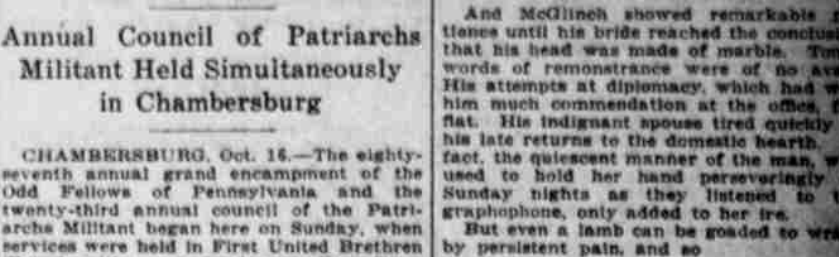 Annual Council of Patriarchs
Militant Held Simultaneously
in Chambersburg
CHAMBERSBURG, Oct. 16.—The eighty-
seventh annual grand encampment of the
Odd Fellows of Pennsylvania and the
twenty-third annual council of the Patri-
archs Militant began here on Sunday, when
services were held in First United Brethren
And McGlinch showed remarkable
tience until his bride reached the conclus
that his head was made of marble.
words of remonstrance were of no
His attempts at diplomacy, which had
him much commendation at the office,
flat. His indignant spouse tired quickly
his late returns to the domestic hearth.
fact, the quiescent manner of the man,
used to hold her hand perseveringly
Sunday nights as they listened to
graphophone, only added to her ire.
But even a lamb can be goaded to
by persistent pain, and so